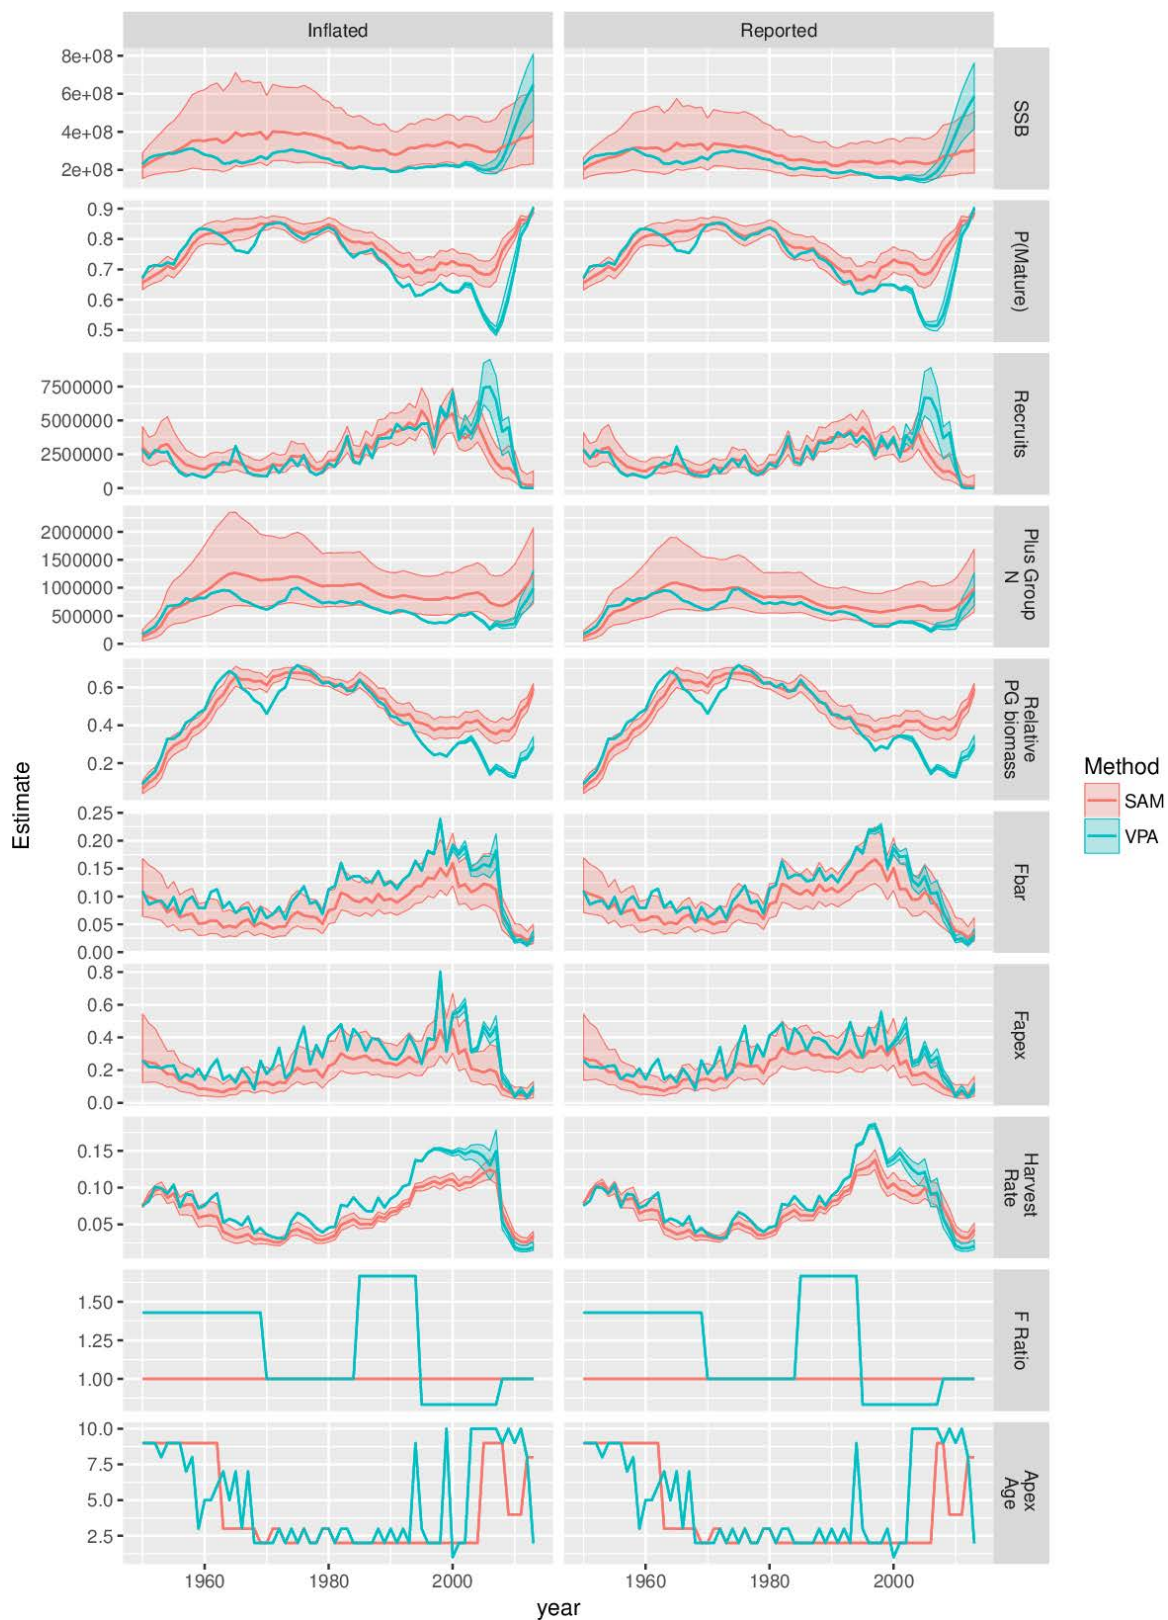 Inflated
Reported
8e+08
6e+08
4e+08
2e+08
SSB
0.9
0.8
0.7
0.6
0.5
P(Mature)
7500000
5000000
2500000
0
Recruits
2000000
1500000
1000000
500000
0
Plus Group
N
0.6
0.4
0.2
Relative
PG biomass
0.25
0.20
0.15
0.10
0.05
0.00
Fbar
0.8
0.6
0.4
0.2
0.0
Fapex
0.15
0.10
0.05
Harvest
Rate
1.50
1.25
1.00
F Ratio
10.0
7.5
5.0
2.5
Apex
Age
1960
1980
2000
1960
1980
2000
year
Estimate
Method
SAM
VPA